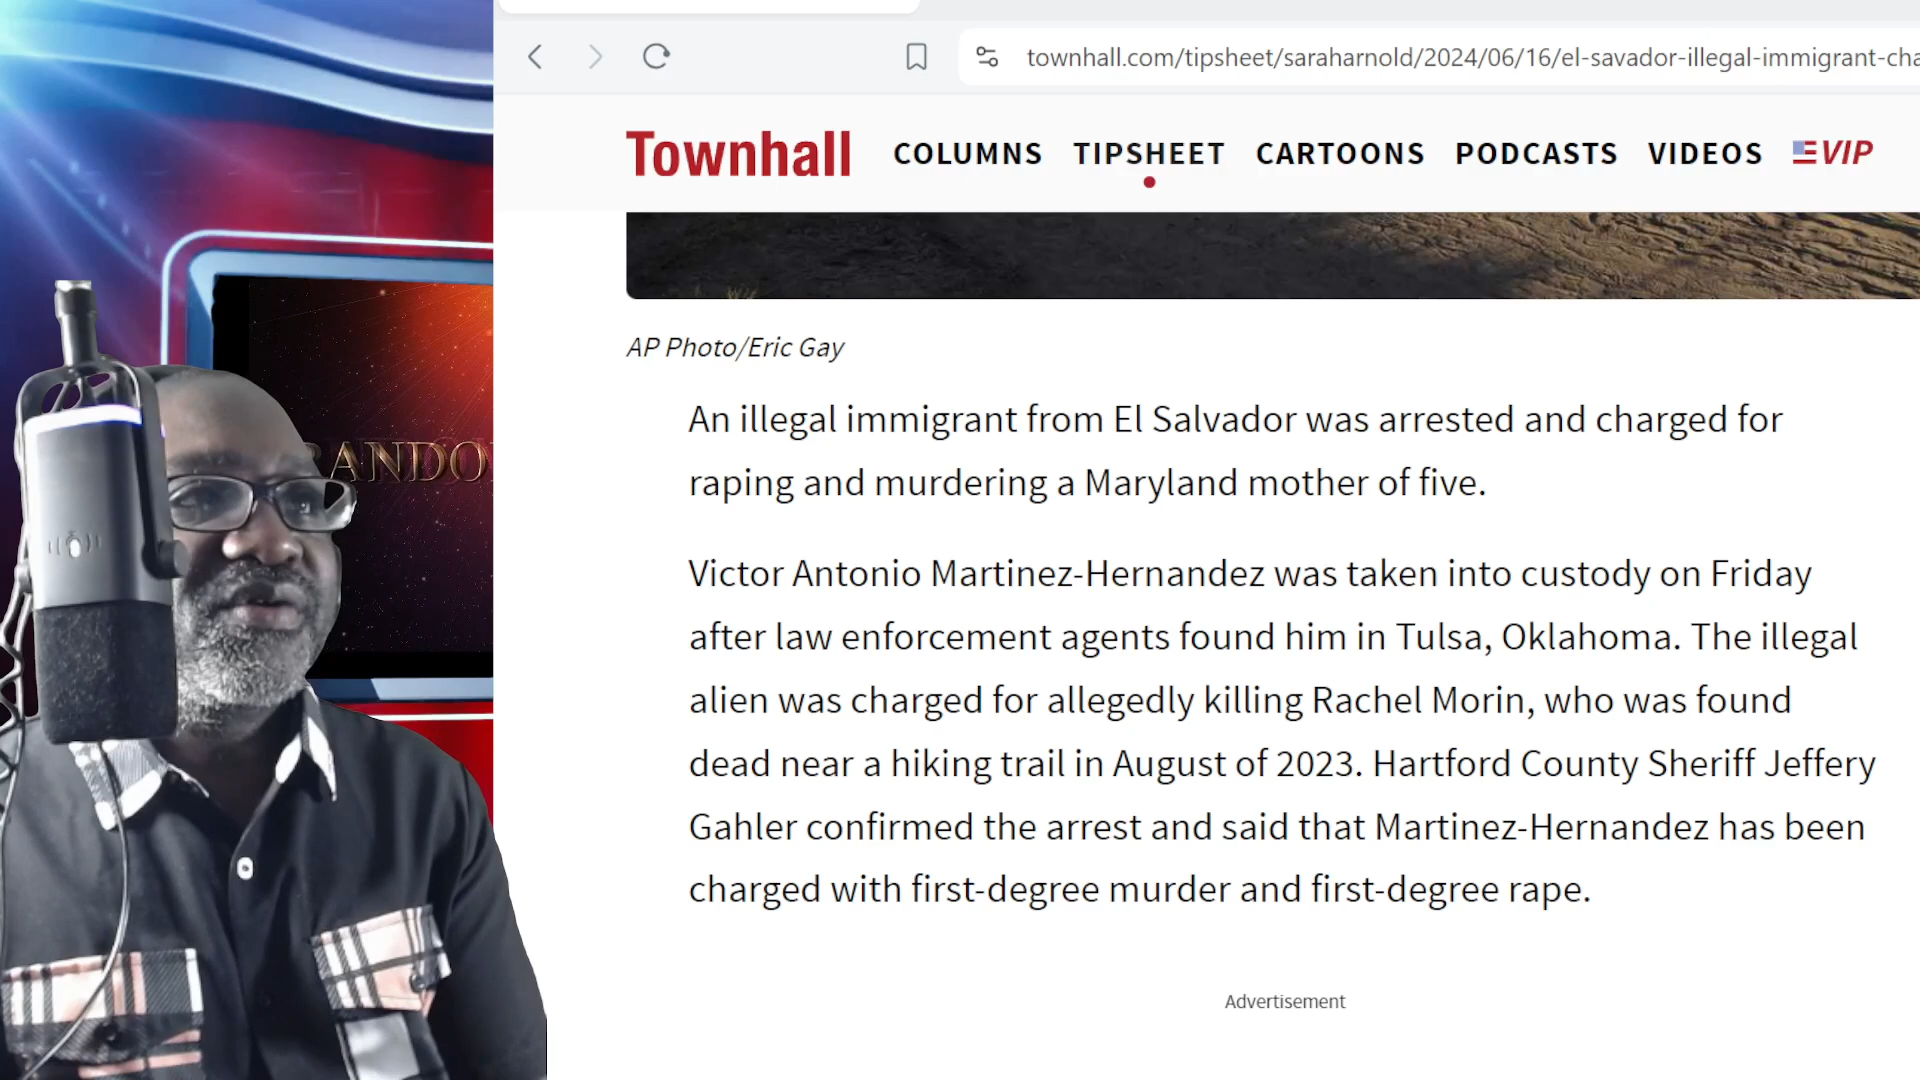 townhall.com/tipsheet/saraharnold/2024/06/16/el-savador-illegal-immigrant-cha
Townhall COLUMNS TIPSHEET CARTOONS PODCASTS VIDEOS VIP
AP Photo/Eric Gay
An illegal immigrant from El Salvador was arrested and charged for
raping and murdering a Maryland mother of five.
Victor Antonio Martinez-Hernandez was taken into custody on Friday
after law enforcement agents found him in Tulsa, Oklahoma. The illegal
alien was charged for allegedly killing Rachel Morin, who was found
dead near a hiking trail in August of 2023. Hartford County Sheriff Jeffery
Gahler confirmed the arrest and said that Martinez-Hernandez has been
charged with first-degree murder and first-degree rape.
Advertisement